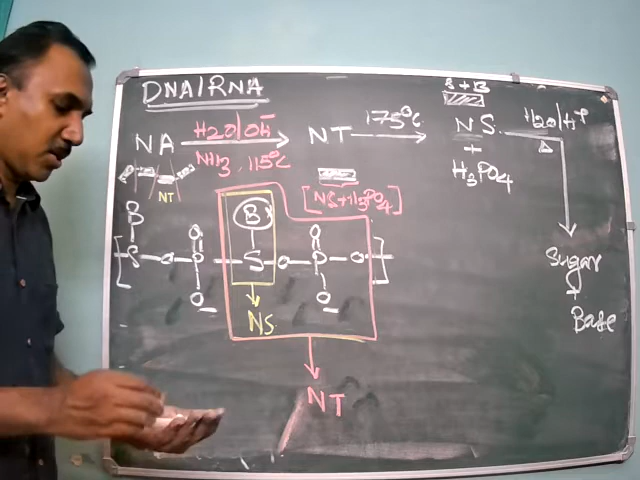 DNA/RNA
S+B
NA H2O/OH⁻ NT 175°C NS H2O/H⊕
NH3, 115°C Δ
+
H3PO4
NT
[NS+H3PO4]
B B
O O
[ S - O - P - S - O - P - O ]
O O
Sugar
+
Base
NS
NT